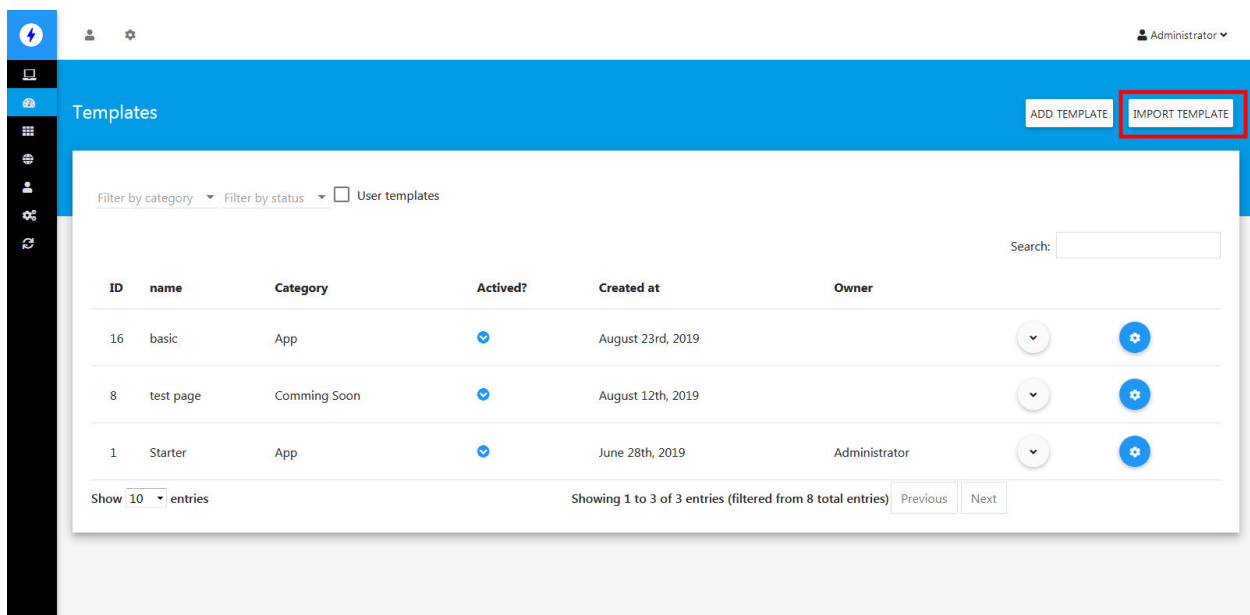 Administrator
Templates
ADD TEMPLATE
IMPORT TEMPLATE
Filter by category Filter by status User templates
Search:
ID name Category Actived? Created at Owner
16 basic App August 23rd, 2019
8 test page Comming Soon August 12th, 2019
1 Starter App June 28th, 2019 Administrator
Show 10 entries Showing 1 to 3 of 3 entries (filtered from 8 total entries) Previous Next